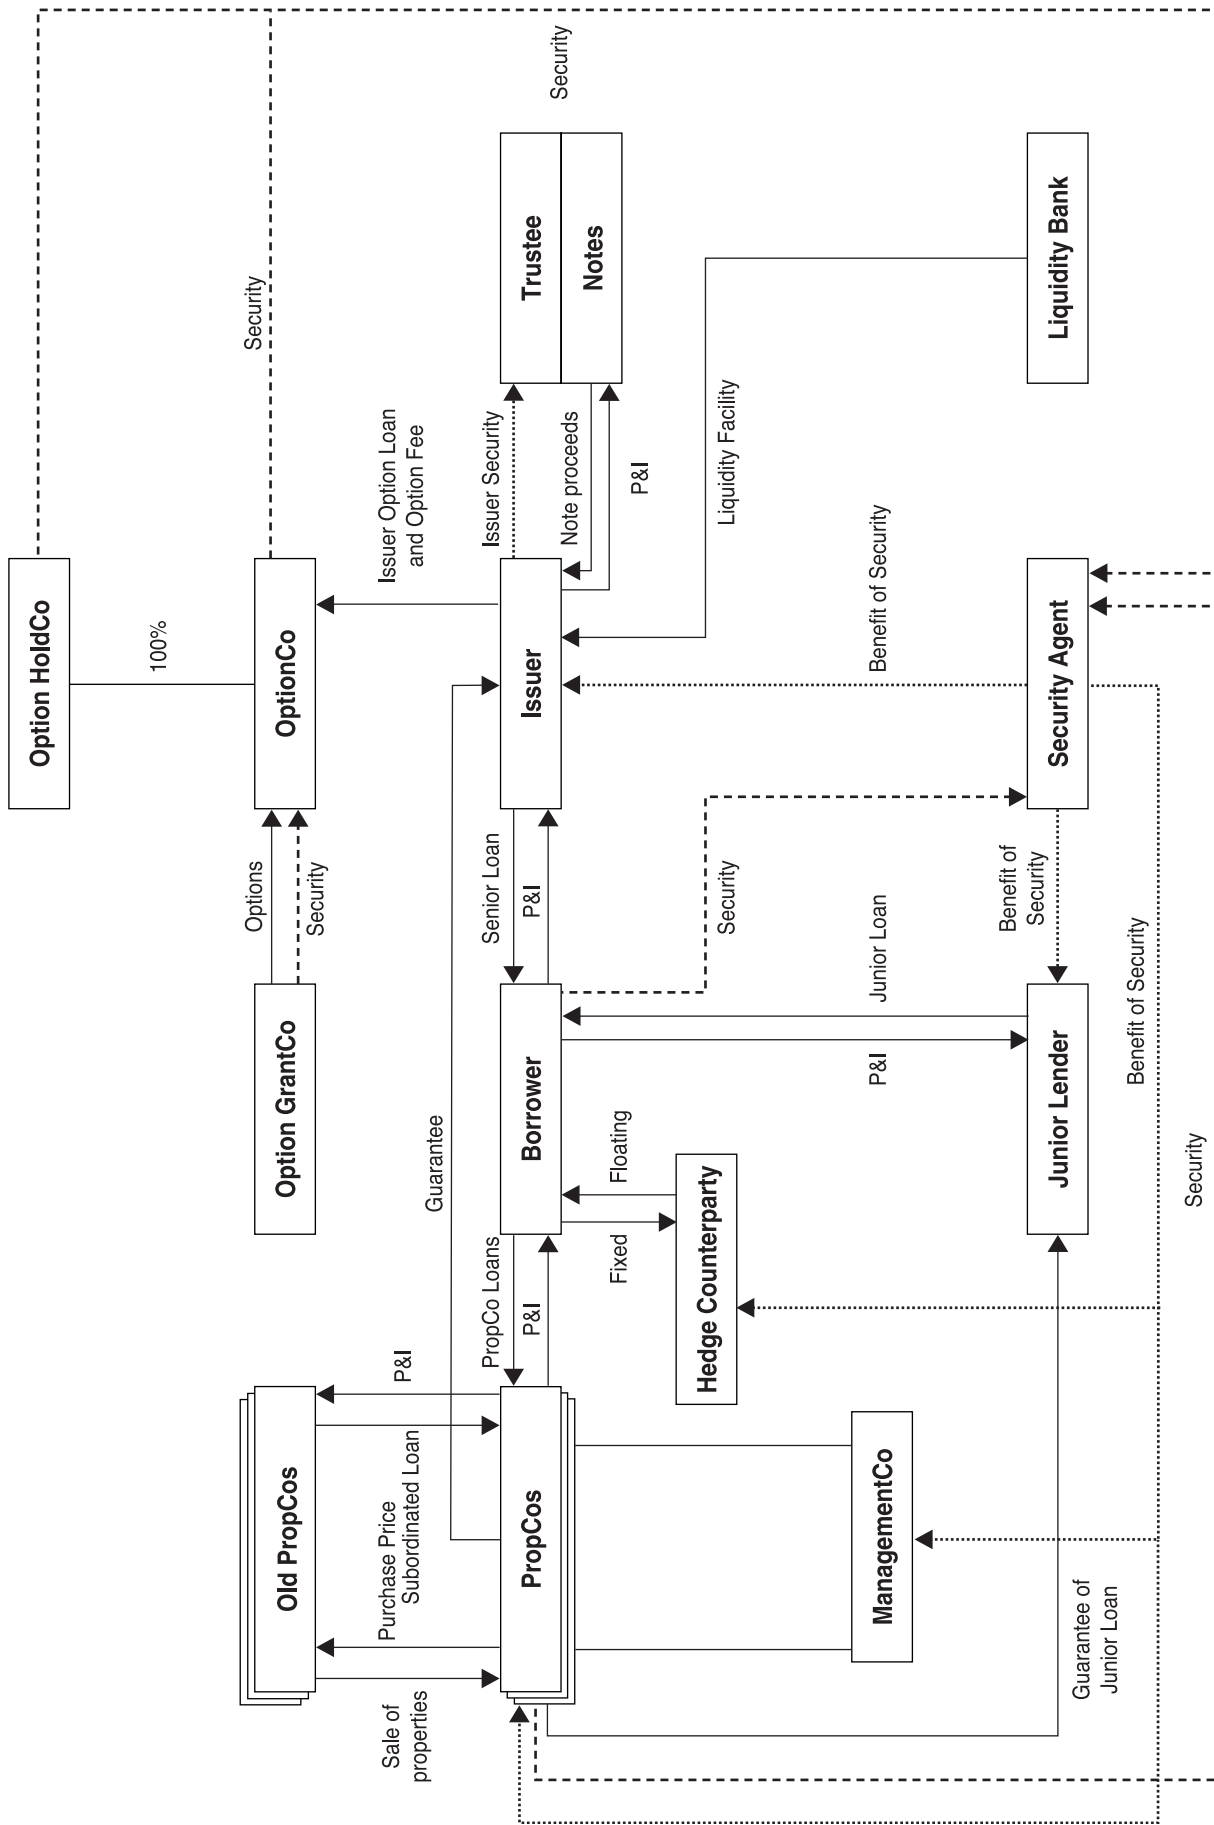 Option HoldCo
100%
Old PropCos
Option GrantCo
Options
Security
OptionCo
Security
Sale of
properties
Purchase Price
Subordinated Loan
P&I
Guarantee
Issuer Option Loan
and Option Fee
PropCos
PropCo Loans
P&I
Borrower
Senior Loan
P&I
Issuer
Issuer Security
Note proceeds
P&I
Trustee
Notes
Security
Fixed
Floating
Hedge Counterparty
Security
Liquidity Facility
ManagementCo
P&I
Junior Loan
Benefit of Security
Guarantee of
Junior Loan
Junior Lender
Benefit of
Security
Security Agent
Liquidity Bank
Benefit of Security
Security